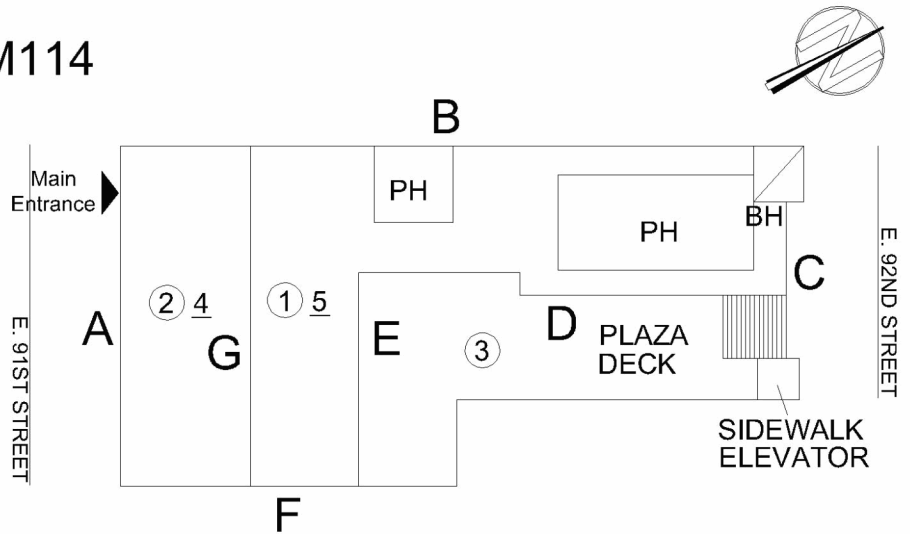 M114
N
B
Main
Entrance
PH
PH
BH
C
E. 92ND STREET
A
2 4
1 5
G
E
3
D
PLAZA
DECK
E. 91ST STREET
SIDEWALK
ELEVATOR
F